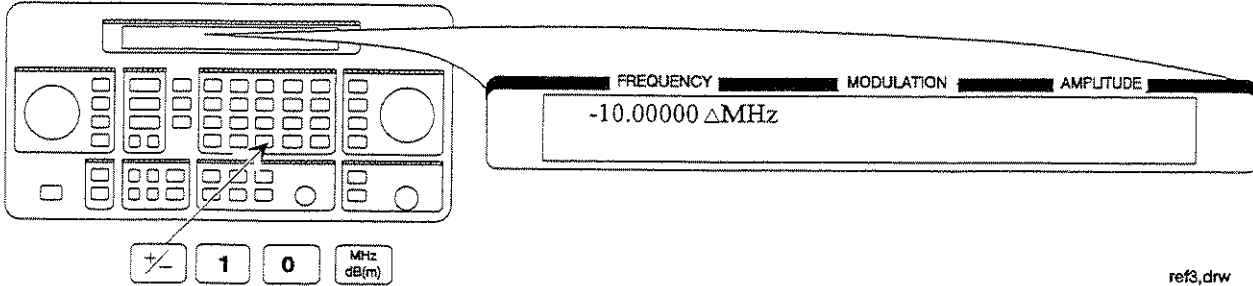 FREQUENCY MODULATION AMPLITUDE
-10.00000 △MHz
+/− 1 0 MHz dB(m)
ref3,drw